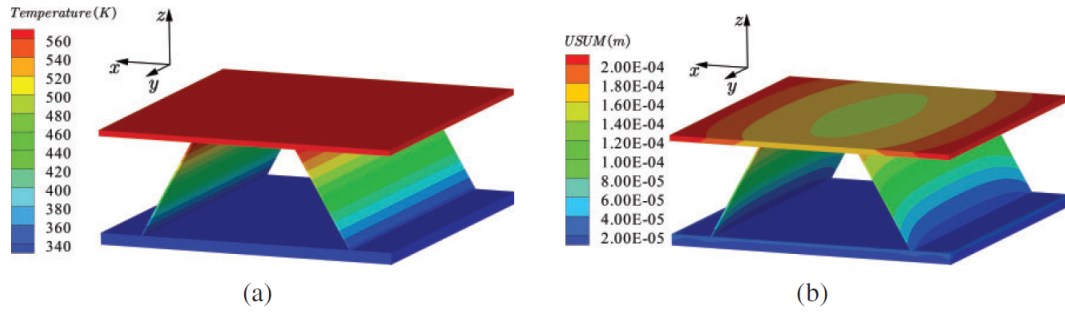 Temperature(K)
560
540
520
500
480
460
440
420
400
380
360
340
z
x
y
(a)
USUM(m)
2.00E-04
1.80E-04
1.60E-04
1.40E-04
1.20E-04
1.00E-04
8.00E-05
6.00E-05
4.00E-05
2.00E-05
z
x
y
(b)